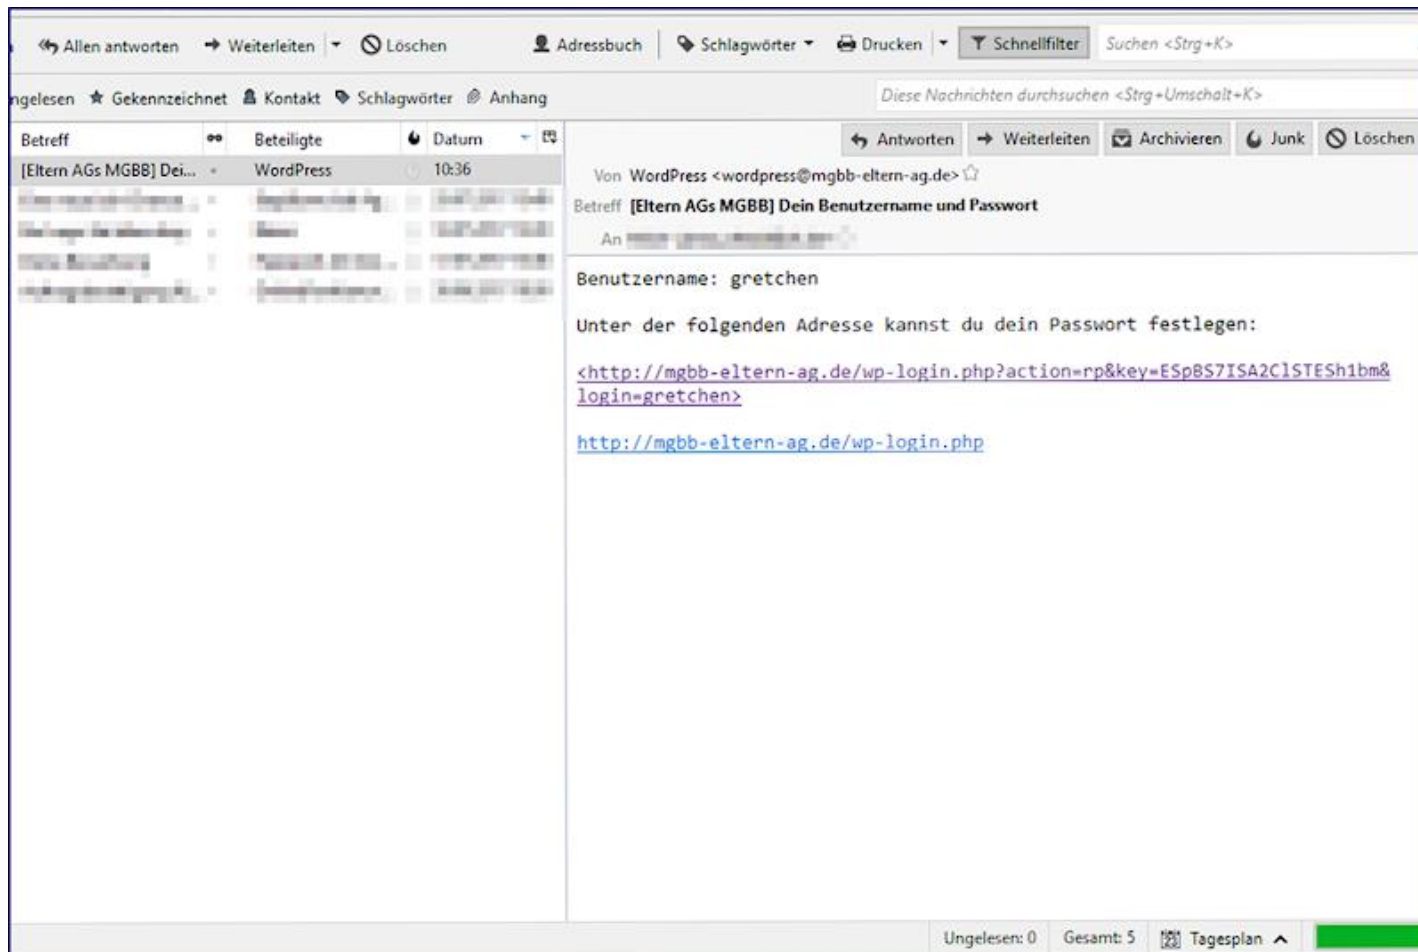 Allen antworten Weiterleiten Löschen Adressbuch Schlagwörter Drucken Schnellfilter Suchen <Strg+K>
ngelesen Gekennzeichnet Kontakt Schlagwörter Anhang Diese Nachrichten durchsuchen <Strg+Umschalt+K>
Betreff Beteiligte Datum
[Eltern AGs MGBB] Dei... WordPress 10:36
Antworten Weiterleiten Archivieren Junk Löschen
Von WordPress <wordpress@mgbb-eltern-ag.de>
Betreff [Eltern AGs MGBB] Dein Benutzername und Passwort
An
Benutzername: gretchen
Unter der folgenden Adresse kannst du dein Passwort festlegen:
<http://mgbb-eltern-ag.de/wp-login.php?action=rp&key=ESpBS7ISA2ClSTESh1bm&
login=gretchen>
http://mgbb-eltern-ag.de/wp-login.php
Ungelesen: 0 Gesamt: 5 Tagesplan